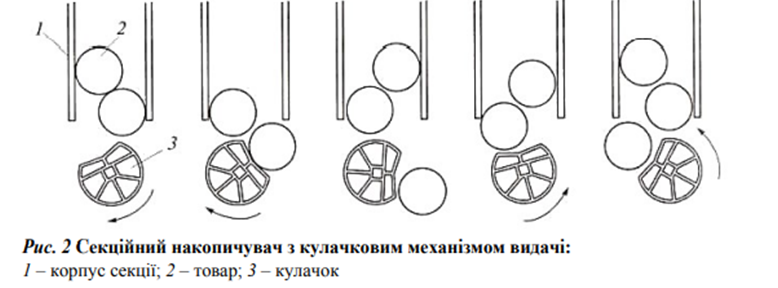 1
2
3
Рис. 2 Секційний накопичувач з кулачковим механізмом видачі:
1 – корпус секції; 2 – товар; 3 – кулачок